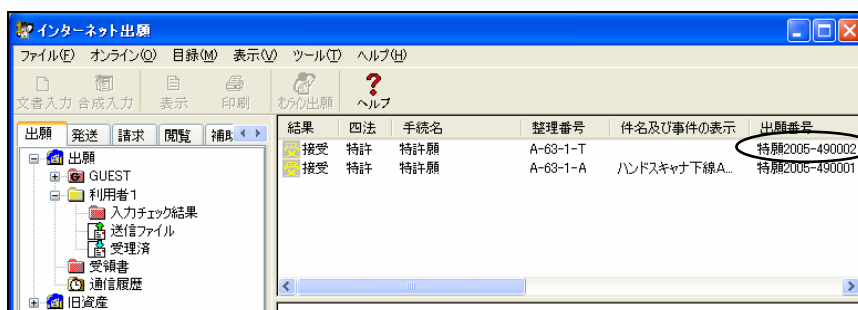 インターネット出願
ファイル(F) オンライン(O) 目録(M) 表示(V) ツール(T) ヘルプ(H)
文書入力 合成入力 表示 印刷 オンライン出願 ヘルプ
出願 発送 請求 閲覧 補助
結果 四法 手続名 整理番号 件名及び事件の表示 出願番号
接受 特許 特許願 A-63-1-T 特願2005-490002
接受 特許 特許願 A-63-1-A ハンドスキャナ下線A... 特願2005-490001
出願
GUEST
利用者1
入力チェック結果
送信ファイル
受理済
受領書
通信履歴
旧資産